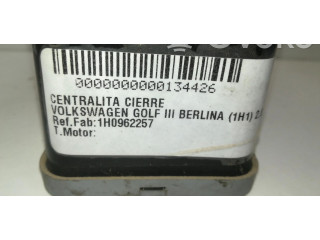 0000000000134426
CENTRALITA CIERRE
VOLKSWAGEN GOLF III BERLINA (1H1)
Ref.Fab:1H0962257
T.Motor: